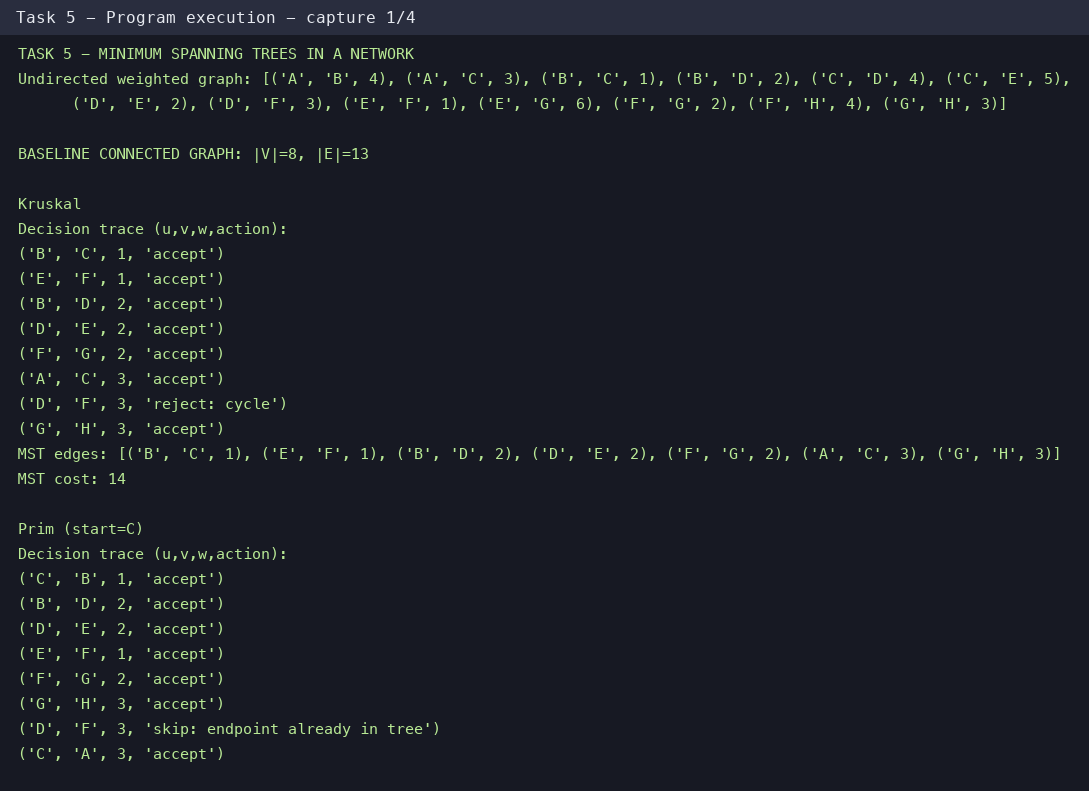 Task 5 — Program execution — capture 1/4
TASK 5 — MINIMUM SPANNING TREES IN A NETWORK
Undirected weighted graph: [('A', 'B', 4), ('A', 'C', 3), ('B', 'C', 1), ('B', 'D', 2), ('C', 'D', 4), ('C', 'E', 5),
('D', 'E', 2), ('D', 'F', 3), ('E', 'F', 1), ('E', 'G', 6), ('F', 'G', 2), ('F', 'H', 4), ('G', 'H', 3)]
BASELINE CONNECTED GRAPH: |V|=8, |E|=13
Kruskal
Decision trace (u,v,w,action):
('B', 'C', 1, 'accept')
('E', 'F', 1, 'accept')
('B', 'D', 2, 'accept')
('D', 'E', 2, 'accept')
('F', 'G', 2, 'accept')
('A', 'C', 3, 'accept')
('D', 'F', 3, 'reject: cycle')
('G', 'H', 3, 'accept')
MST edges: [('B', 'C', 1), ('E', 'F', 1), ('B', 'D', 2), ('D', 'E', 2), ('F', 'G', 2), ('A', 'C', 3), ('G', 'H', 3)]
MST cost: 14
Prim (start=C)
Decision trace (u,v,w,action):
('C', 'B', 1, 'accept')
('B', 'D', 2, 'accept')
('D', 'E', 2, 'accept')
('E', 'F', 1, 'accept')
('F', 'G', 2, 'accept')
('G', 'H', 3, 'accept')
('D', 'F', 3, 'skip: endpoint already in tree')
('C', 'A', 3, 'accept')